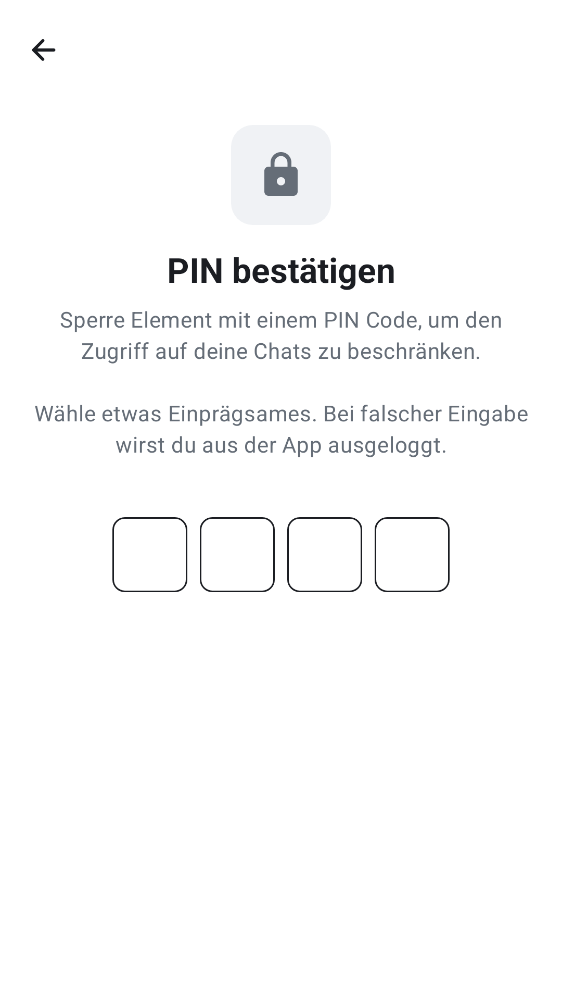 PIN bestätigen
Sperre Element mit einem PIN Code, um den
Zugriff auf deine Chats zu beschränken.
Wähle etwas Einprägsames. Bei falscher Eingabe
wirst du aus der App ausgeloggt.